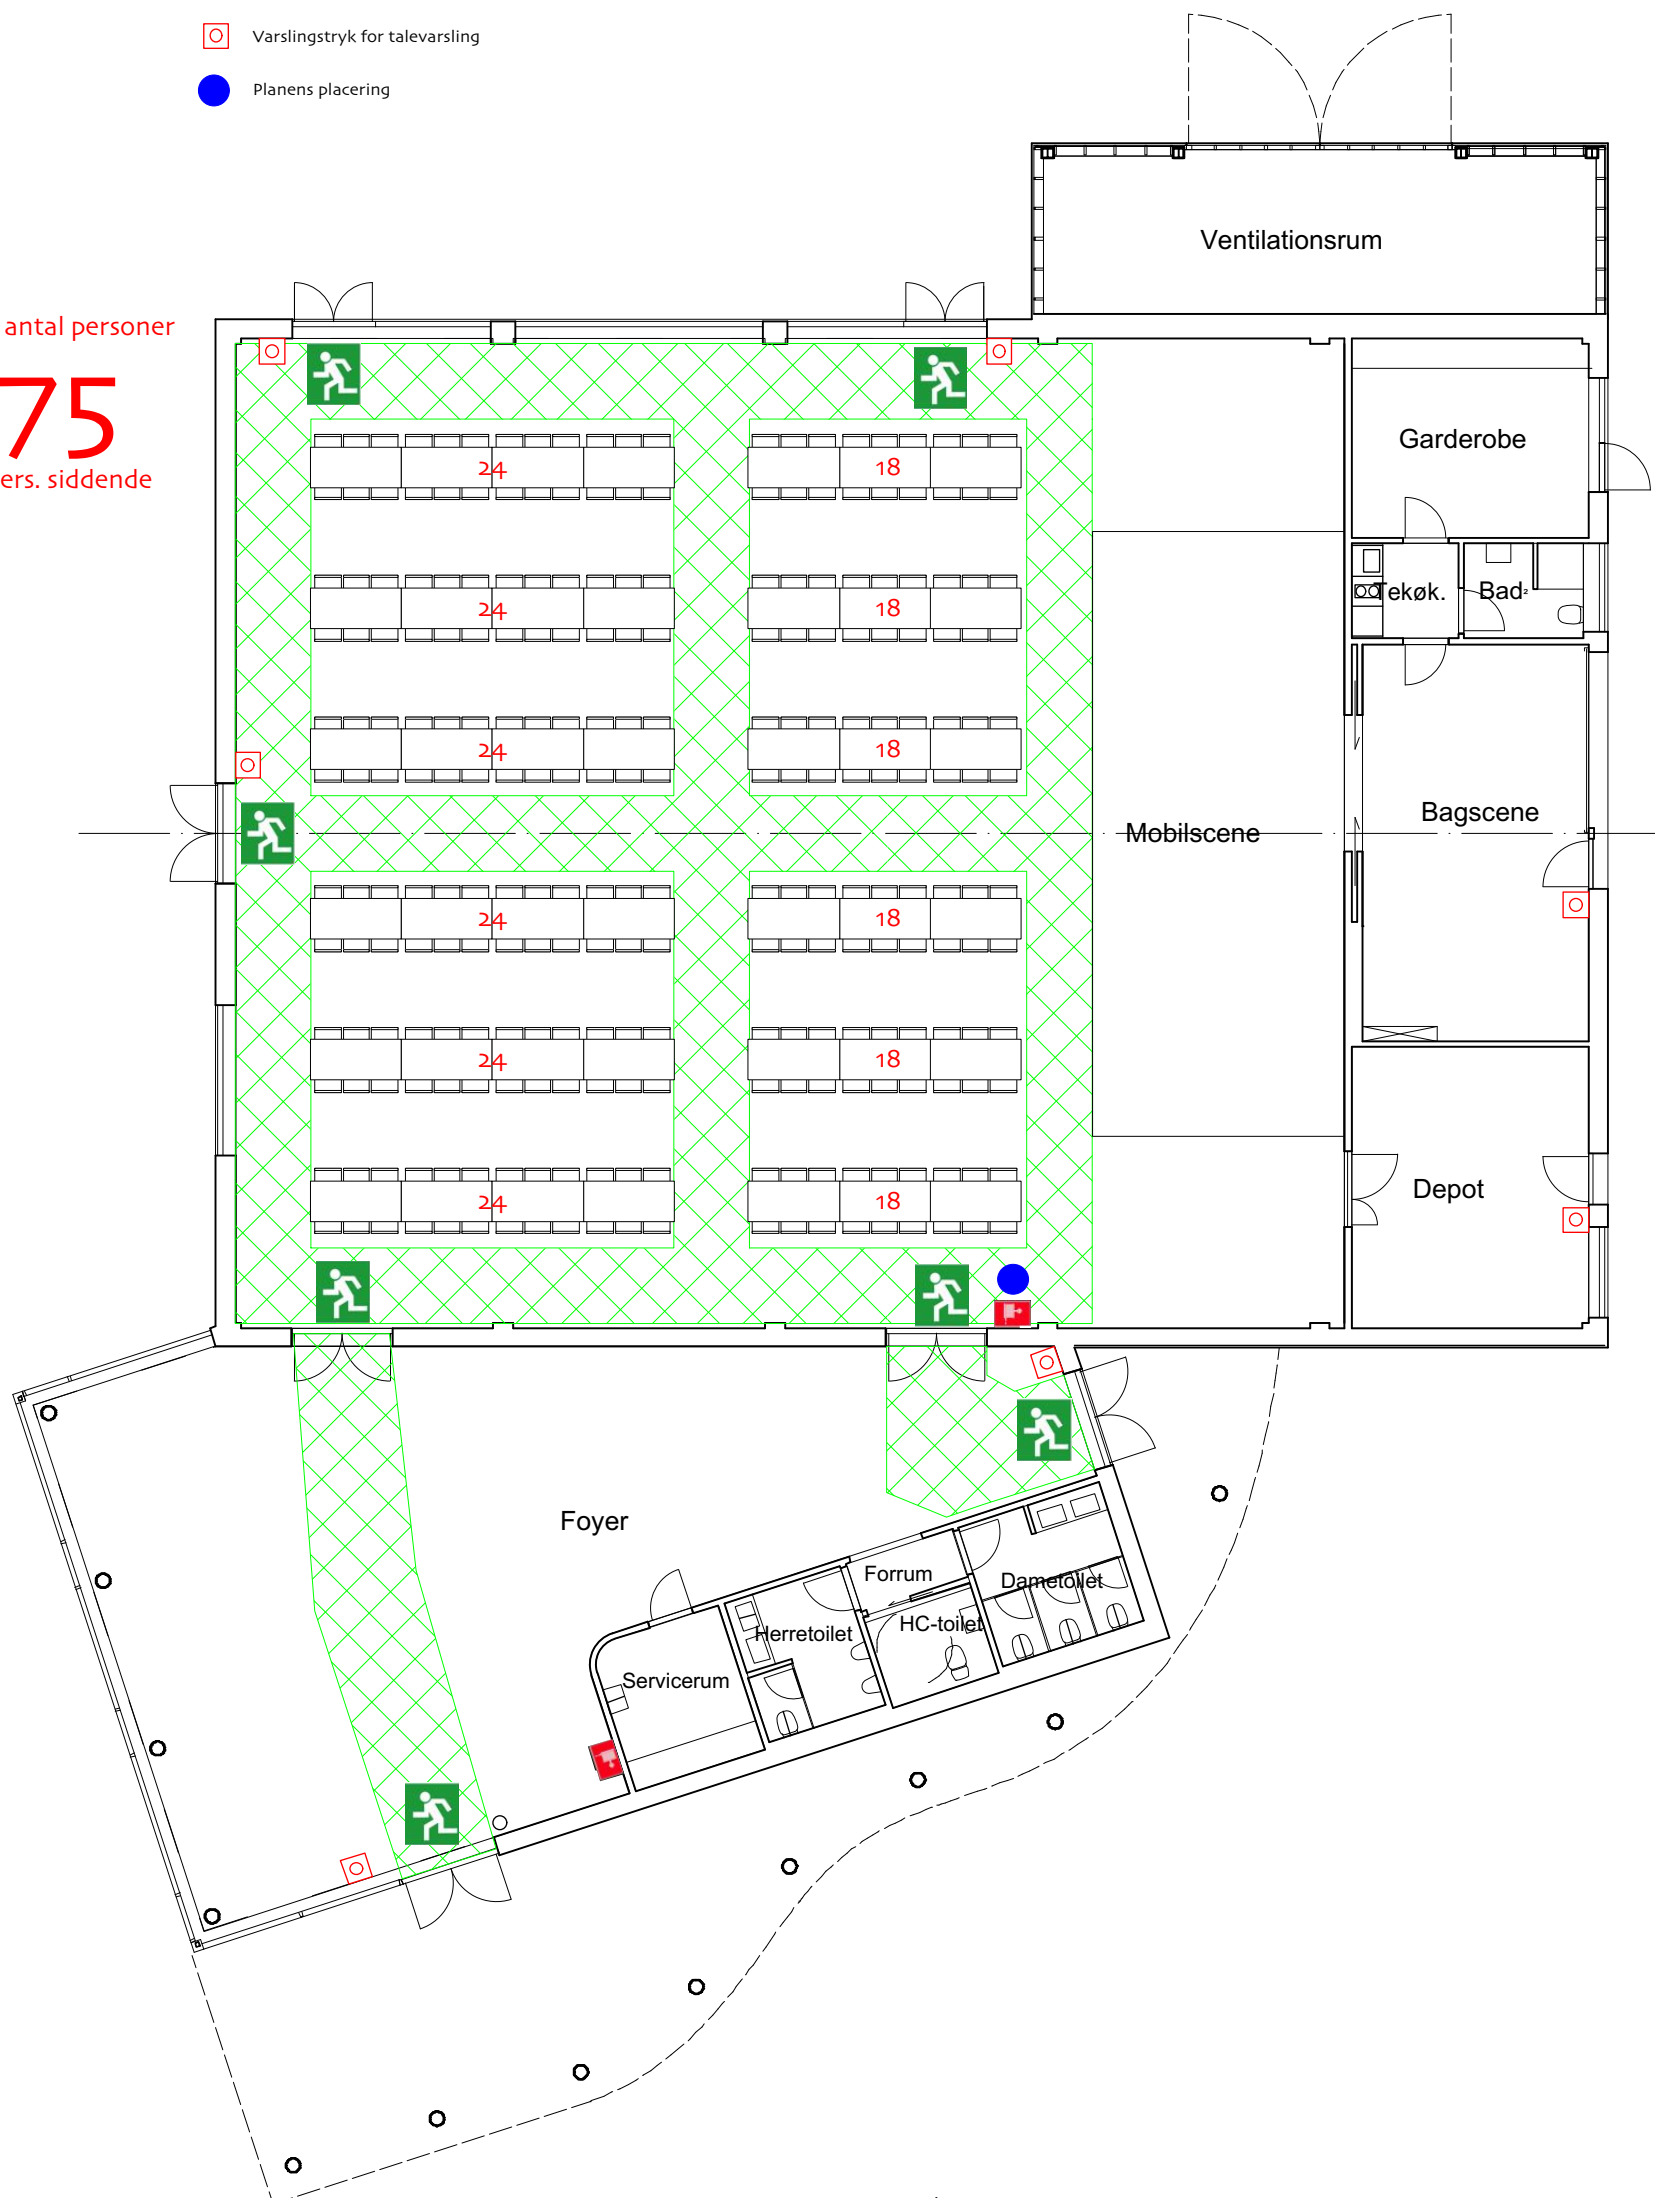 Varslingstryk for talevarsling
Planens placering
Ventilationsrum
antal personer
75
ers. siddende
Garderobe
24 18
24 18
Tekøk. Bad²
24 18
Mobilscene
Bagscene
24 18
24 18
24 18
Depot
Foyer
Forrum
Dametoilet
HC-toilet
Herretoilet
Servicerum